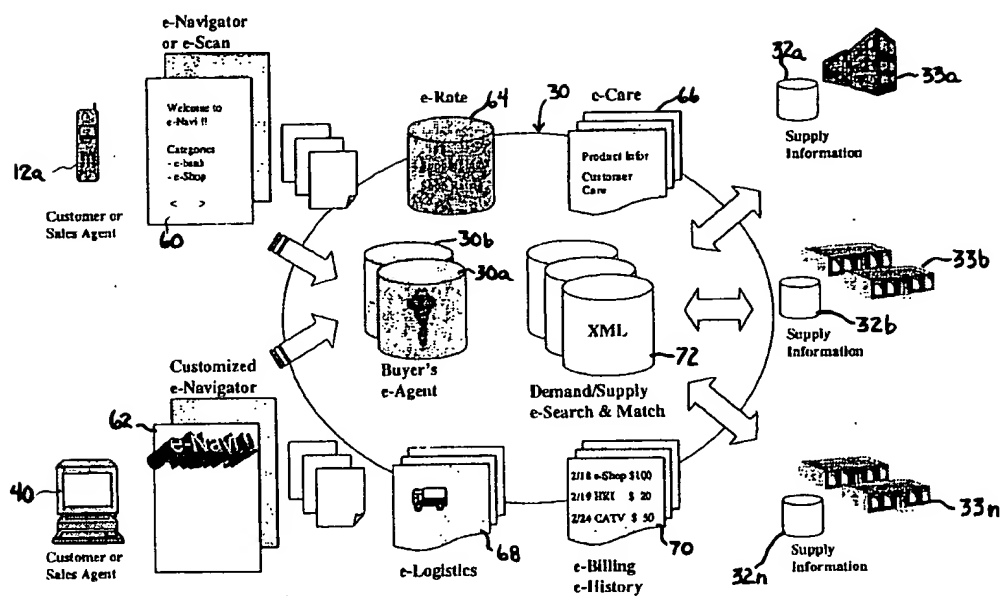 e-Navigator
or e-Scan
Welcome to
e-Navi !!
Categories
- e-bank
- e-Shop
< >
60
12a
Customer or
Sales Agent
e-Rate
64
30
e-Care
66
Product Infor
Customer
Care
32a
33a
Supply
Information
30b
30a
Buyer's
e-Agent
XML
72
Demand/Supply
e-Search & Match
33b
32b
Supply
Information
Customized
e-Navigator
62
e-Navi !!
40
Customer or
Sales Agent
68
e-Logistics
2/18 e-Shop $100
2/19 HKI $ 20
2/24 CATV $ 50
70
e-Billing
e-History
33n
32n
Supply
Information